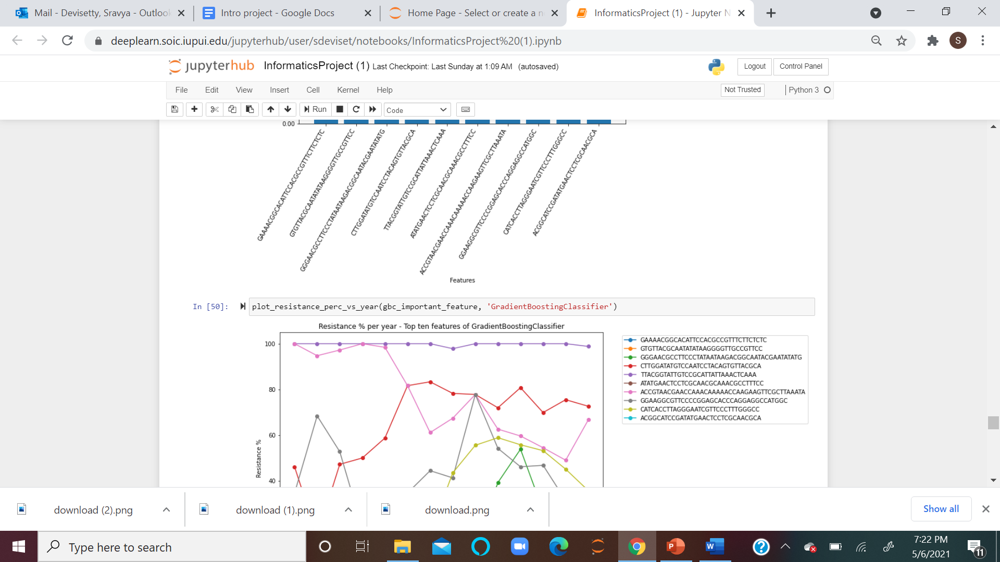 Mail - Devisetty, Sravya - Outlook
Intro project - Google Docs
Home Page - Select or create a n
InformaticsProject (1) - Jupyter N
deeplearn.soic.iupui.edu/jupyterhub/user/sdeviset/notebooks/InformaticsProject%20(1).ipynb
S
jupyterhub InformaticsProject (1) Last Checkpoint: Last Sunday at 1:09 AM (autosaved)
Logout
Control Panel
File Edit View Insert Cell Kernel Help
Not Trusted
Python 3
Run
Code
0.00
GAAAACGGCACATTCCACGCCGTTTCTTCTCTC
GTGTTACGCAATATATAAGGGGTTGCCGTTCC
GGGAACGCCTTCCCTATAATAAGACGGCAATACGAATATATG
CTTGGATATGTCCAATCCTACAGTGTTACGCA
TTACGGTATTGTCCGCATTATTAAACTCAAA
ATATGAACTCCTCGCAACGCAAACGCCTTTCC
ACCGTAACGAACCAAACAAAAACCAAGAAGTTCGCTTAAATA
GGAAGGCGTTCCCCGGAGCACCCAGGAGGCCATGGC
CATCACCTTAGGGAATCGTTCCCTTTGGGCC
ACGGCATCCGATATGAACTCCTCGCAACGCA
Features
In [50]:
plot_resistance_perc_vs_year(gbc_important_feature, 'GradientBoostingClassifier')
Resistance % per year - Top ten features of GradientBoostingClassifier
100
80
60
40
Resistance %
GAAAACGGCACATTCCACGCCGTTTCTTCTCTC
GTGTTACGCAATATATAAGGGGTTGCCGTTCC
GGGAACGCCTTCCCTATAATAAGACGGCAATACGAATATATG
CTTGGATATGTCCAATCCTACAGTGTTACGCA
TTACGGTATTGTCCGCATTATTAAACTCAAA
ATATGAACTCCTCGCAACGCAAACGCCTTTCC
ACCGTAACGAACCAAACAAAAACCAAGAAGTTCGCTTAAATA
GGAAGGCGTTCCCCGGAGCACCCAGGAGGCCATGGC
CATCACCTTAGGGAATCGTTCCCTTTGGGCC
ACGGCATCCGATATGAACTCCTCGCAACGCA
download (2).png
download (1).png
download.png
Show all
Type here to search
7:22 PM
5/6/2021
11